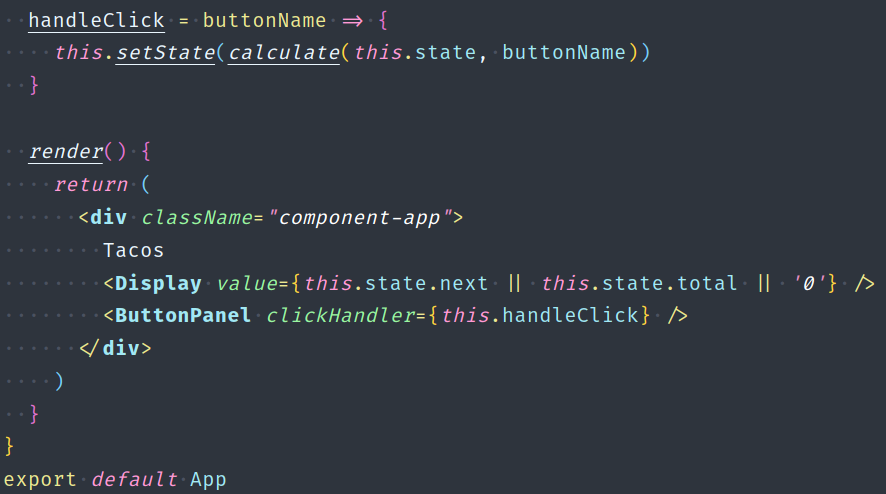 handleClick = buttonName => {
    this.setState(calculate(this.state, buttonName))
  }

  render() {
    return (
      <div className="component-app">
        Tacos
        <Display value={this.state.next || this.state.total || '0'} />
        <ButtonPanel clickHandler={this.handleClick} />
      </div>
    )
  }
}
export default App